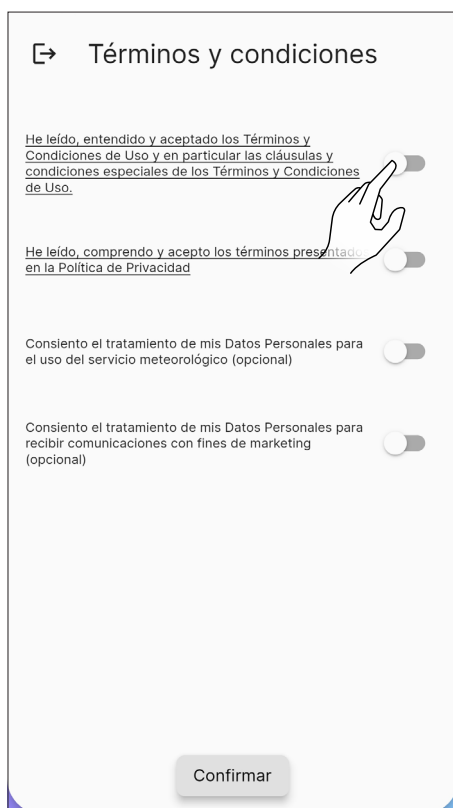 Términos y condiciones
He leído, entendido y aceptado los Términos y
Condiciones de Uso y en particular las cláusulas y
condiciones especiales de los Términos y Condiciones
de Uso.
He leído, comprendo y acepto los términos presentados
en la Política de Privacidad
Consiento el tratamiento de mis Datos Personales para
el uso del servicio meteorológico (opcional)
Consiento el tratamiento de mis Datos Personales para
recibir comunicaciones con fines de marketing
(opcional)
Confirmar